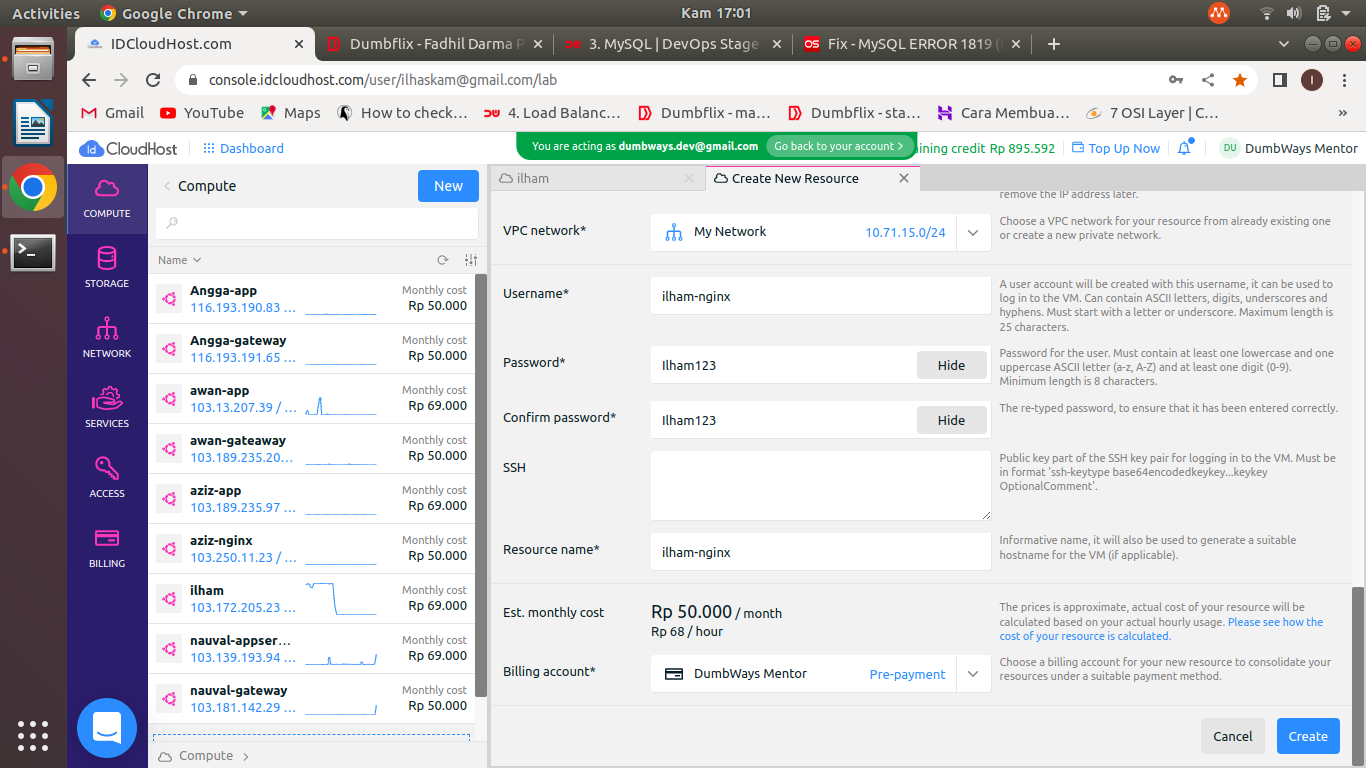 Activities
Google Chrome
Kam 17:01
IDCloudHost.com
Dumbflix - Fadhil Darma P
3. MySQL | DevOps Stage
Fix - MySQL ERROR 1819 (
console.idcloudhost.com/user/ilhaskam@gmail.com/lab
I
Gmail
YouTube
Maps
How to check...
4. Load Balanc...
Dumbflix - ma...
Dumbflix - sta...
Cara Membua...
7 OSI Layer | C...
»
Id CloudHost
Dashboard
You are acting as dumbways.dev@gmail.com
Go back to your account >
ining credit Rp 895.592
Top Up Now
DU
DumbWays Mentor
COMPUTE
STORAGE
NETWORK
SERVICES
ACCESS
BILLING
Compute
New
Name
Angga-app
116.193.190.83 ...
Monthly cost
Rp 50.000
Angga-gateway
116.193.191.65 ...
Monthly cost
Rp 50.000
awan-app
103.13.207.39 / ...
Monthly cost
Rp 69.000
awan-gateaway
103.189.235.20...
Monthly cost
Rp 50.000
aziz-app
103.189.235.97 ...
Monthly cost
Rp 69.000
aziz-nginx
103.250.11.23 / ...
Monthly cost
Rp 50.000
ilham
103.172.205.23 ...
Monthly cost
Rp 69.000
nauval-appser...
103.139.193.94 ...
Monthly cost
Rp 69.000
nauval-gateway
103.181.142.29 ...
Monthly cost
Rp 50.000
Compute
ilham
Create New Resource
remove the IP address later.
VPC network*
My Network
10.71.15.0/24
Choose a VPC network for your resource from already existing one
or create a new private network.
Username*
ilham-nginx
A user account will be created with this username, it can be used to
log in to the VM. Can contain ASCII letters, digits, underscores and
hyphens. Must start with a letter or underscore. Maximum length is
25 characters.
Password*
Ilham123
Hide
Password for the user. Must contain at least one lowercase and one
uppercase ASCII letter (a-z, A-Z) and at least one digit (0-9).
Minimum length is 8 characters.
Confirm password*
Ilham123
Hide
The re-typed password, to ensure that it has been entered correctly.
SSH
Public key part of the SSH key pair for logging in to the VM. Must be
in format 'ssh-keytype base64encodedkeykey...keykey
OptionalComment'.
Resource name*
ilham-nginx
Informative name, it will also be used to generate a suitable
hostname for the VM (if applicable).
Est. monthly cost
Rp 50.000 / month
Rp 68 / hour
The prices is approximate, actual cost of your resource will be
calculated based on your actual hourly usage. Please see how the
cost of your resource is calculated.
Billing account*
DumbWays Mentor
Pre-payment
Choose a billing account for your new resource to consolidate your
resources under a suitable payment method.
Cancel
Create